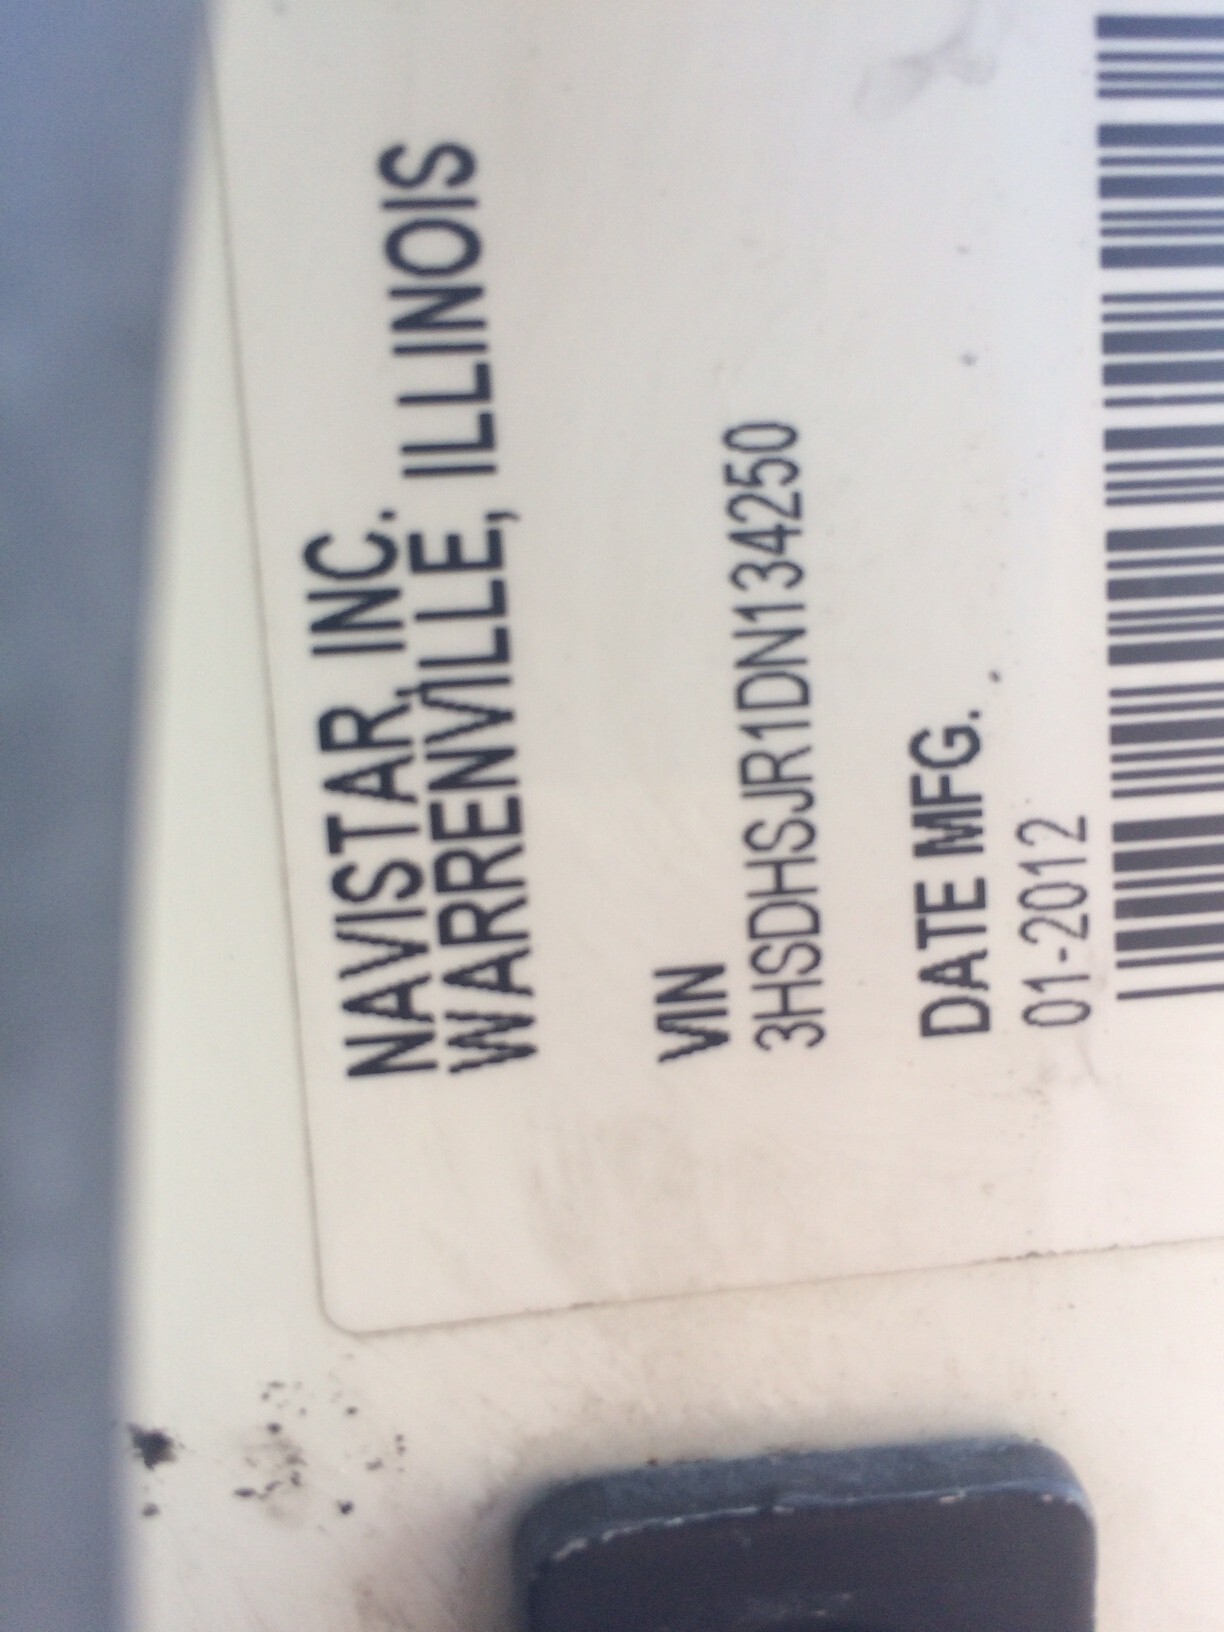 NAVISTAR, INC.
WARRENVILLE, ILLINOIS
VIN
3HSDHSJR1DN134250
DATE MFG.
01-2012